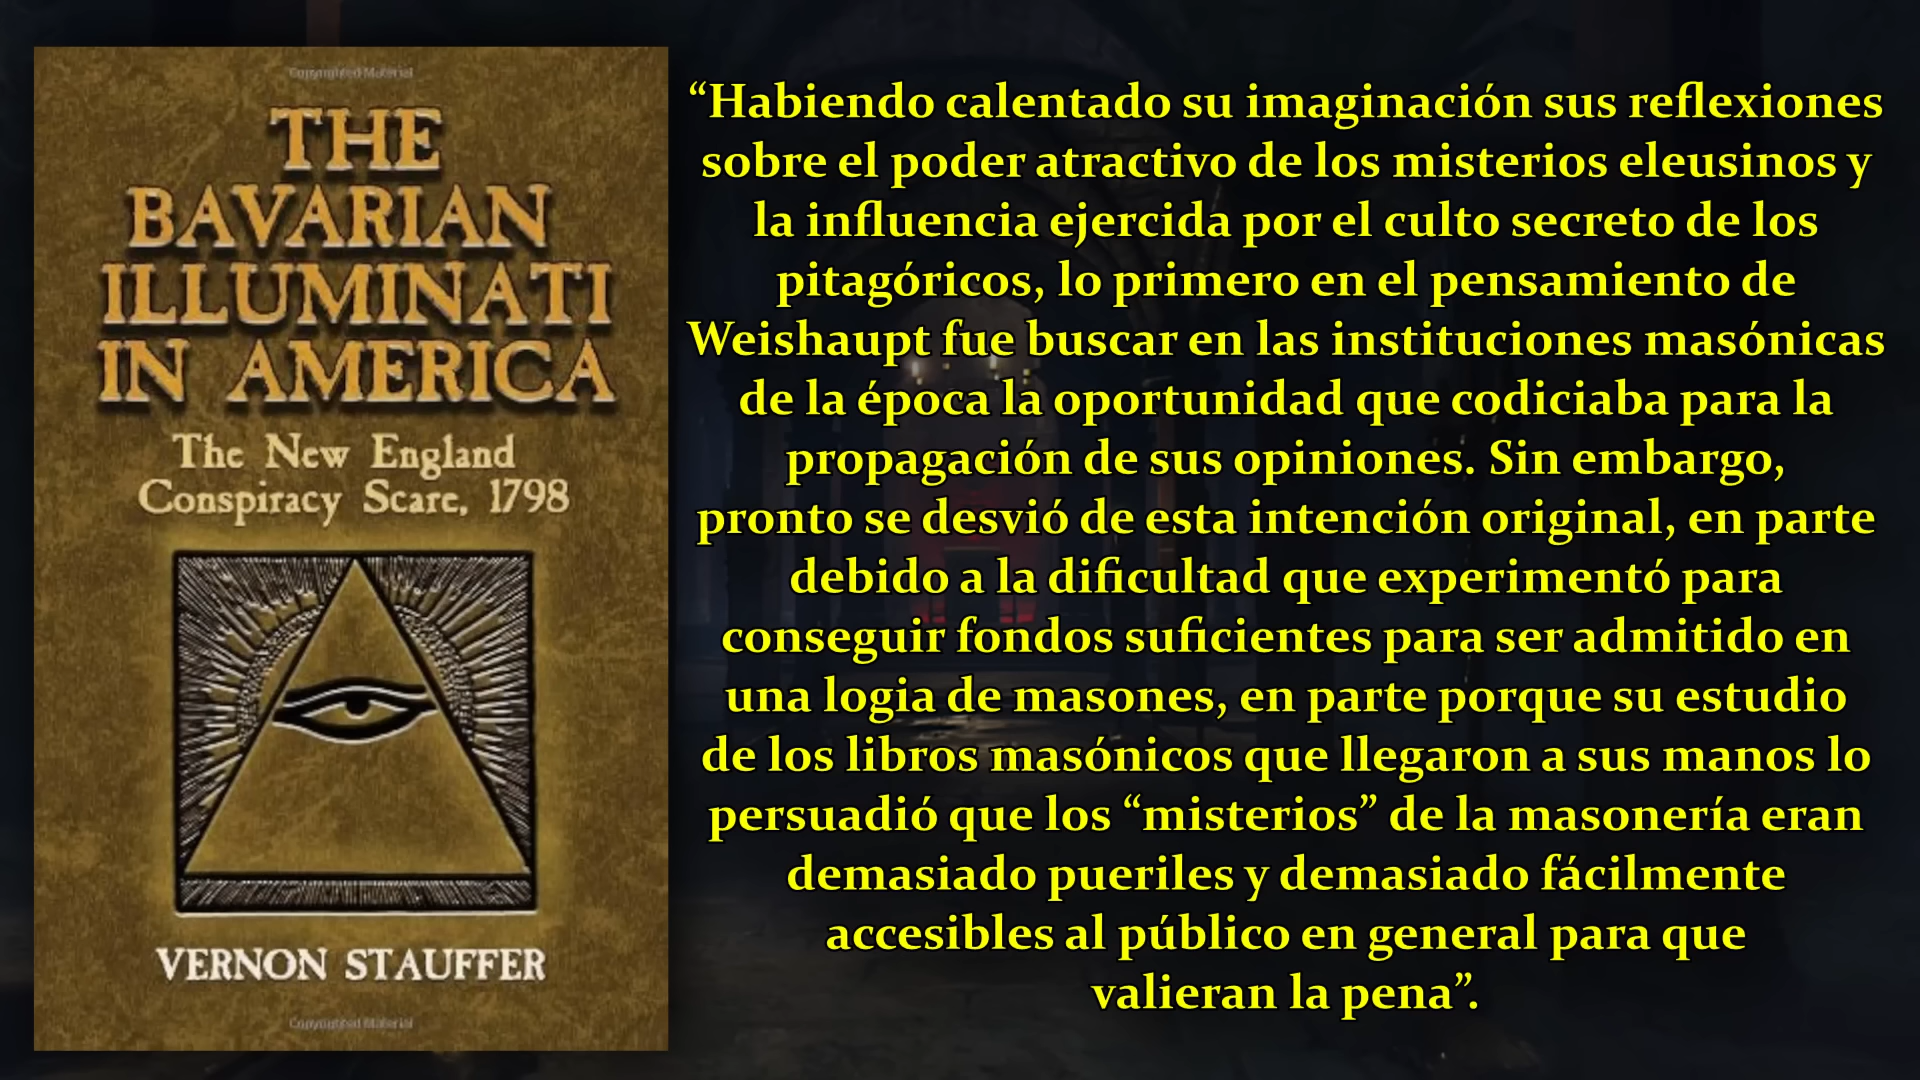 Copyrighted Material
THE
BAVARIAN
ILLUMINATI
IN AMERICA
The New England
Conspiracy Scare, 1798
VERNON STAUFFER
Copyrighted Material
“Habiendo calentado su imaginación sus reflexiones
sobre el poder atractivo de los misterios eleusinos y
la influencia ejercida por el culto secreto de los
pitagóricos, lo primero en el pensamiento de
Weishaupt fue buscar en las instituciones masónicas
de la época la oportunidad que codiciaba para la
propagación de sus opiniones. Sin embargo,
pronto se desvió de esta intención original, en parte
debido a la dificultad que experimentó para
conseguir fondos suficientes para ser admitido en
una logia de masones, en parte porque su estudio
de los libros masónicos que llegaron a sus manos lo
persuadió que los “misterios” de la masonería eran
demasiado pueriles y demasiado fácilmente
accesibles al público en general para que
valieran la pena”.